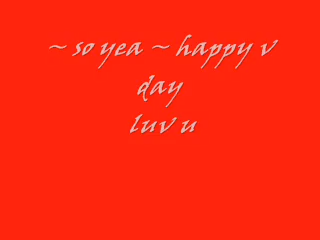 ~ so yea ~ happy v
day
luv u